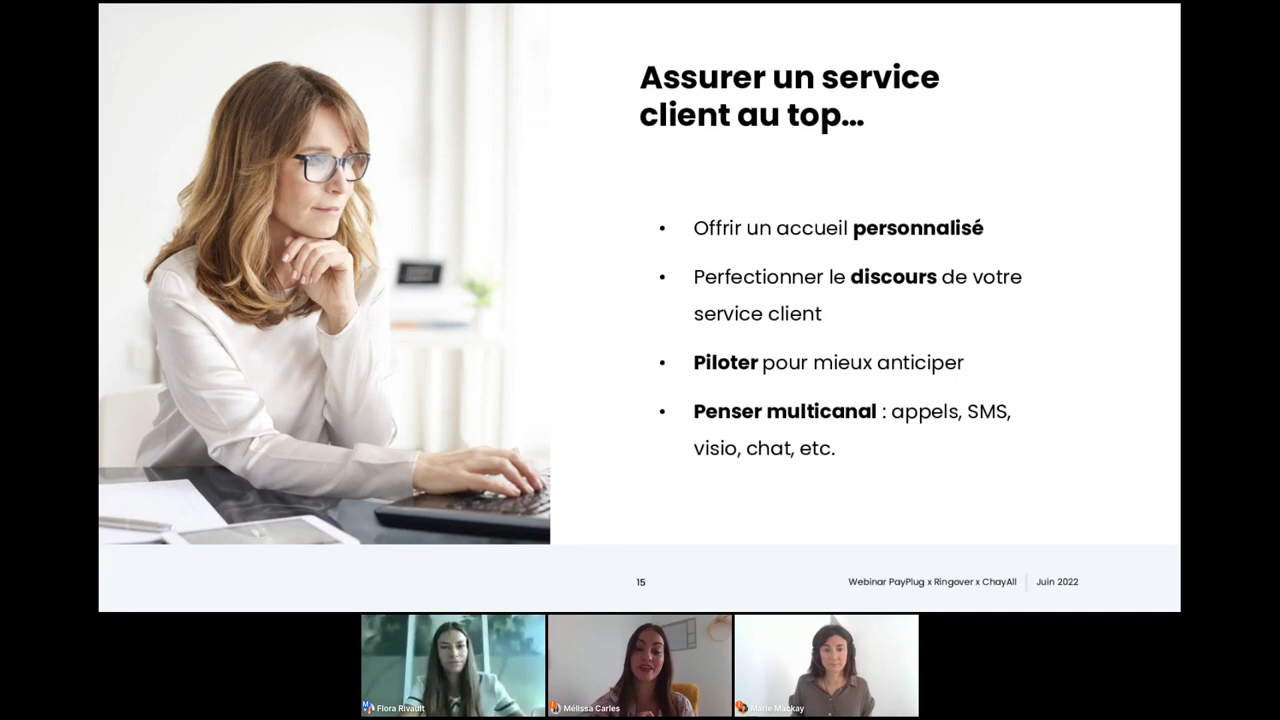 Assurer un service
client au top...
• Offrir un accueil personnalisé
• Perfectionner le discours de votre
service client
• Piloter pour mieux anticiper
• Penser multicanal : appels, SMS,
visio, chat, etc.
15
Webinar PayPlug x Ringover x ChayAll
Juin 2022
Flora Rivault
Mélissa Carles
Marie Mackay